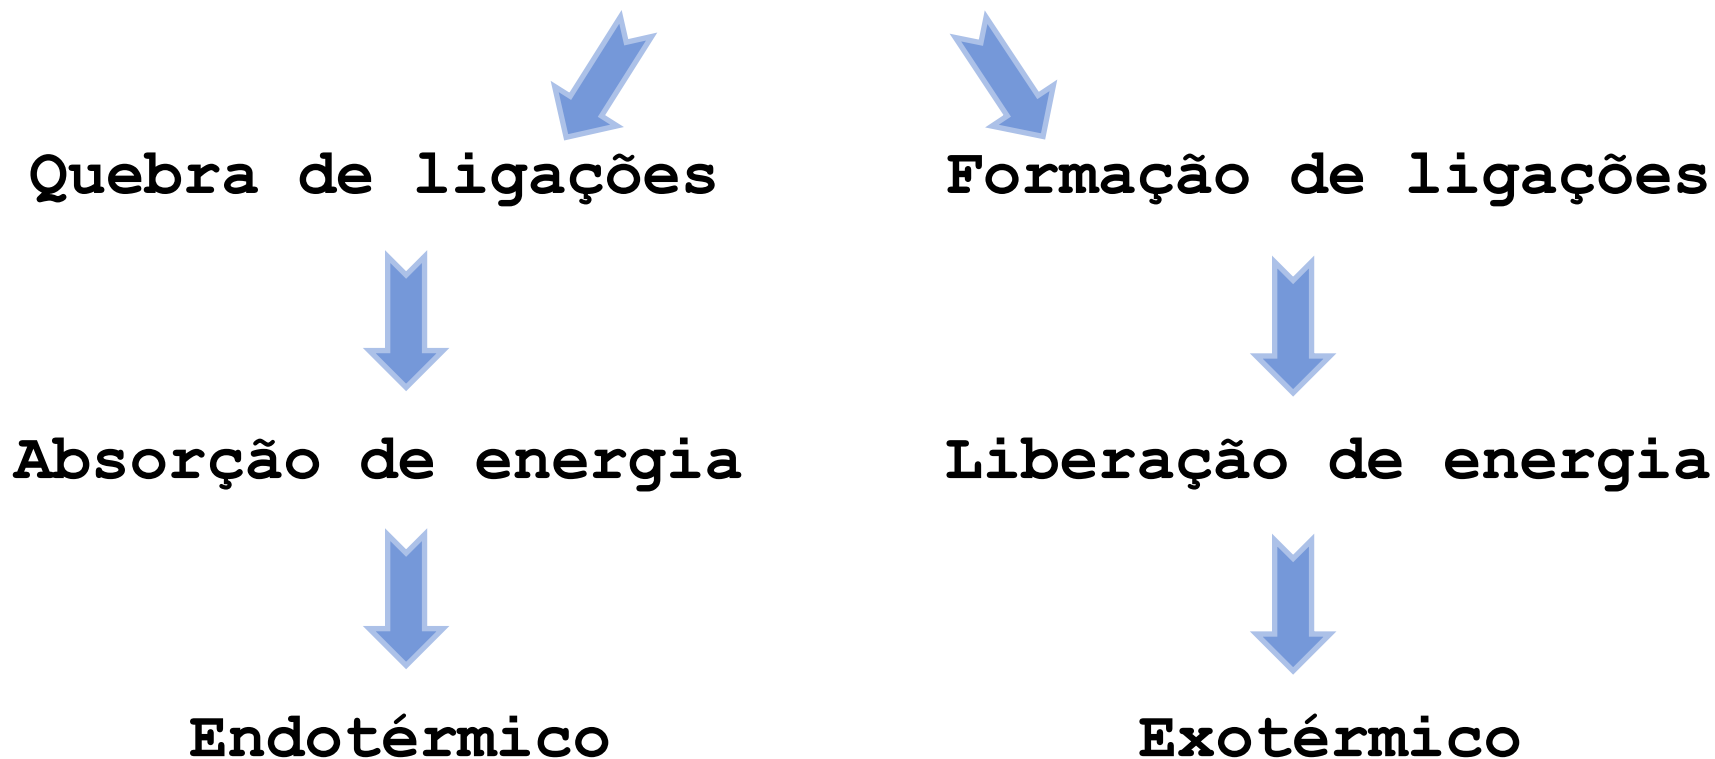 Quebra de ligações
Formação de ligações
Absorção de energia
Liberação de energia
Endotérmico
Exotérmico